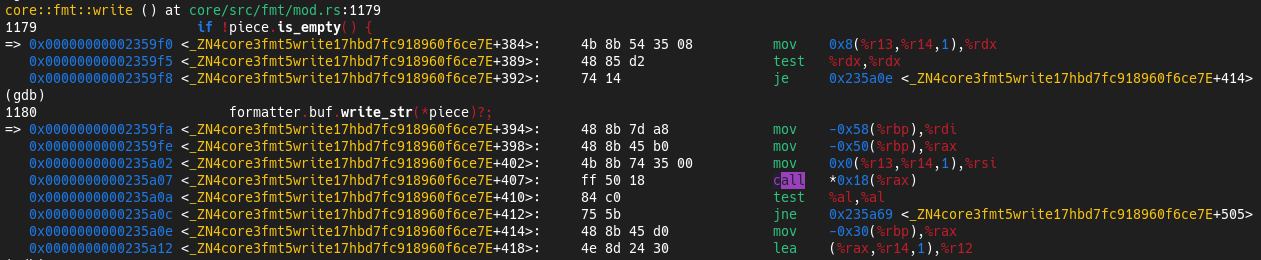 core::fmt::write () at core/src/fmt/mod.rs:1179
1179 if !piece.is_empty() {
=> 0x00000000002359f0 <_ZN4core3fmt5write17hbd7fc918960f6ce7E+384>: 4b 8b 54 35 08 mov 0x8(%r13,%r14,1),%rdx
0x00000000002359f5 <_ZN4core3fmt5write17hbd7fc918960f6ce7E+389>: 48 85 d2 test %rdx,%rdx
0x00000000002359f8 <_ZN4core3fmt5write17hbd7fc918960f6ce7E+392>: 74 14 je 0x235a0e <_ZN4core3fmt5write17hbd7fc918960f6ce7E+414>
(gdb)
1180 formatter.buf.write_str(*piece)?;
=> 0x00000000002359fa <_ZN4core3fmt5write17hbd7fc918960f6ce7E+394>: 48 8b 7d a8 mov -0x58(%rbp),%rdi
0x00000000002359fe <_ZN4core3fmt5write17hbd7fc918960f6ce7E+398>: 48 8b 45 b0 mov -0x50(%rbp),%rax
0x0000000000235a02 <_ZN4core3fmt5write17hbd7fc918960f6ce7E+402>: 4b 8b 74 35 00 mov 0x0(%r13,%r14,1),%rsi
0x0000000000235a07 <_ZN4core3fmt5write17hbd7fc918960f6ce7E+407>: ff 50 18 call *0x18(%rax)
0x0000000000235a0a <_ZN4core3fmt5write17hbd7fc918960f6ce7E+410>: 84 c0 test %al,%al
0x0000000000235a0c <_ZN4core3fmt5write17hbd7fc918960f6ce7E+412>: 75 5b jne 0x235a69 <_ZN4core3fmt5write17hbd7fc918960f6ce7E+505>
0x0000000000235a0e <_ZN4core3fmt5write17hbd7fc918960f6ce7E+414>: 48 8b 45 d0 mov -0x30(%rbp),%rax
0x0000000000235a12 <_ZN4core3fmt5write17hbd7fc918960f6ce7E+418>: 4e 8d 24 30 lea (%rax,%r14,1),%r12